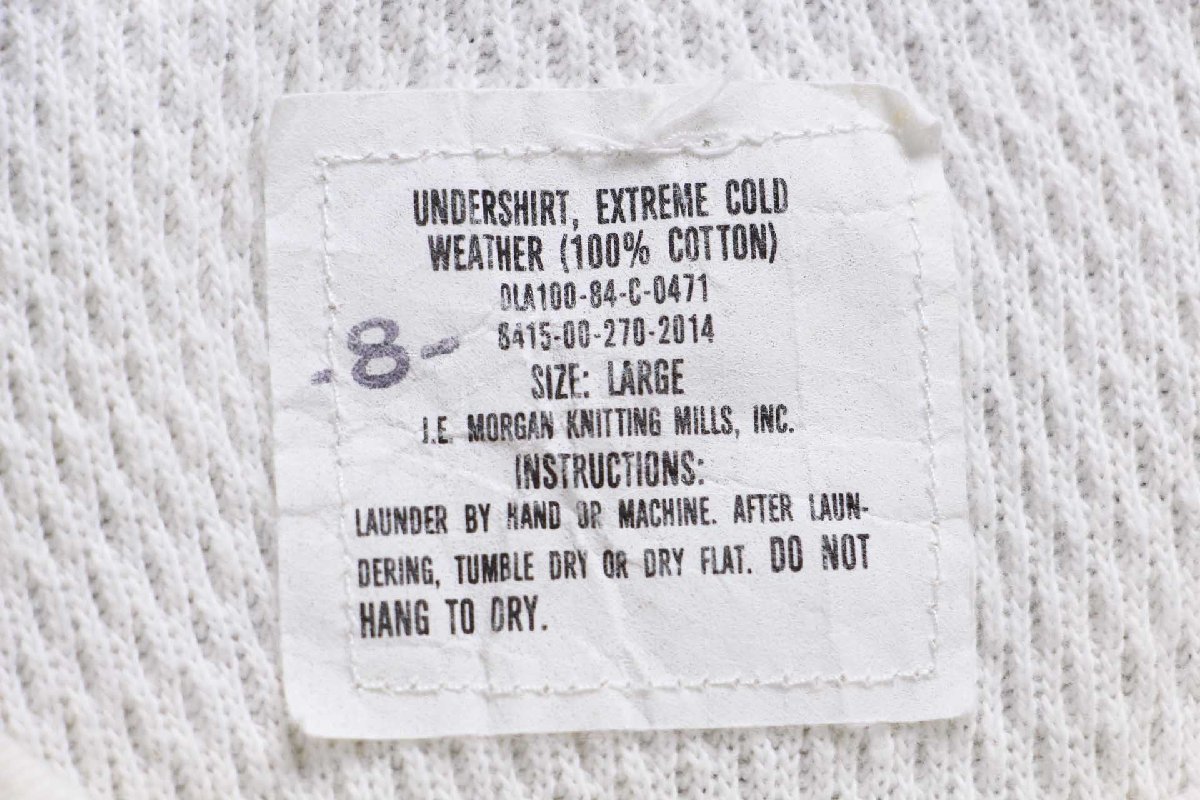 UNDERSHIRT, EXTREME COLD
WEATHER (100% COTTON)
DLA100-84-C-0471
8415-00-270-2014
-8-
SIZE: LARGE
J.E. MORGAN KNITTING MILLS, INC.
INSTRUCTIONS:
LAUNDER BY HAND OR MACHINE. AFTER LAUN-
DERING, TUMBLE DRY OR DRY FLAT. DO NOT
HANG TO DRY.